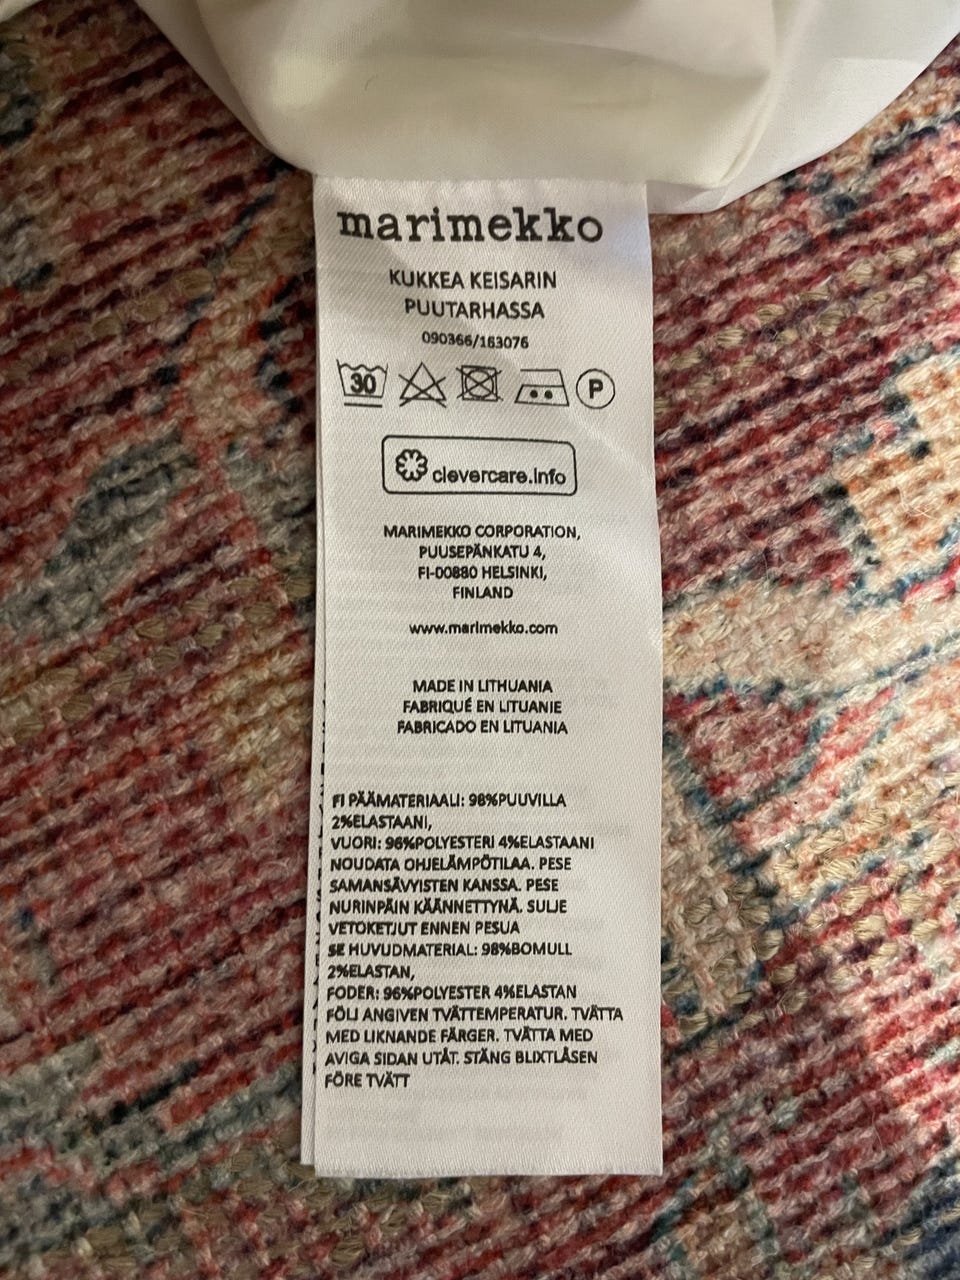 marimekko
KUKKEA KEISARIN
PUUTARHASSA
090366/163076
30
P
clevercare.info
MARIMEKKO CORPORATION,
PUUSEPÄNKATU 4,
FI-00880 HELSINKI,
FINLAND
www.marimekko.com
MADE IN LITHUANIA
FABRIQUÉ EN LITUANIE
FABRICADO EN LITUANIA
FI PÄÄMATERIAALI: 98%PUUVILLA
2%ELASTAANI,
VUORI: 96%POLYESTERI 4%ELASTAANI
NOUDATA OHJELÄMPÖTILAA. PESE
SAMANSÄVYISTEN KANSSA. PESE
NURINPÄIN KÄÄNNETTYNÄ. SULJE
VETOKETJUT ENNEN PESUA
SE HUVUDMATERIAL: 98%BOMULL
2%ELASTAN,
FODER: 96%POLYESTER 4%ELASTAN
FÖLJ ANGIVEN TVÄTTEMPERATUR. TVÄTTA
MED LIKNANDE FÄRGER. TVÄTTA MED
AVIGA SIDAN UTÅT. STÄNG BLIXTLÅSEN
FÖRE TVÄTT